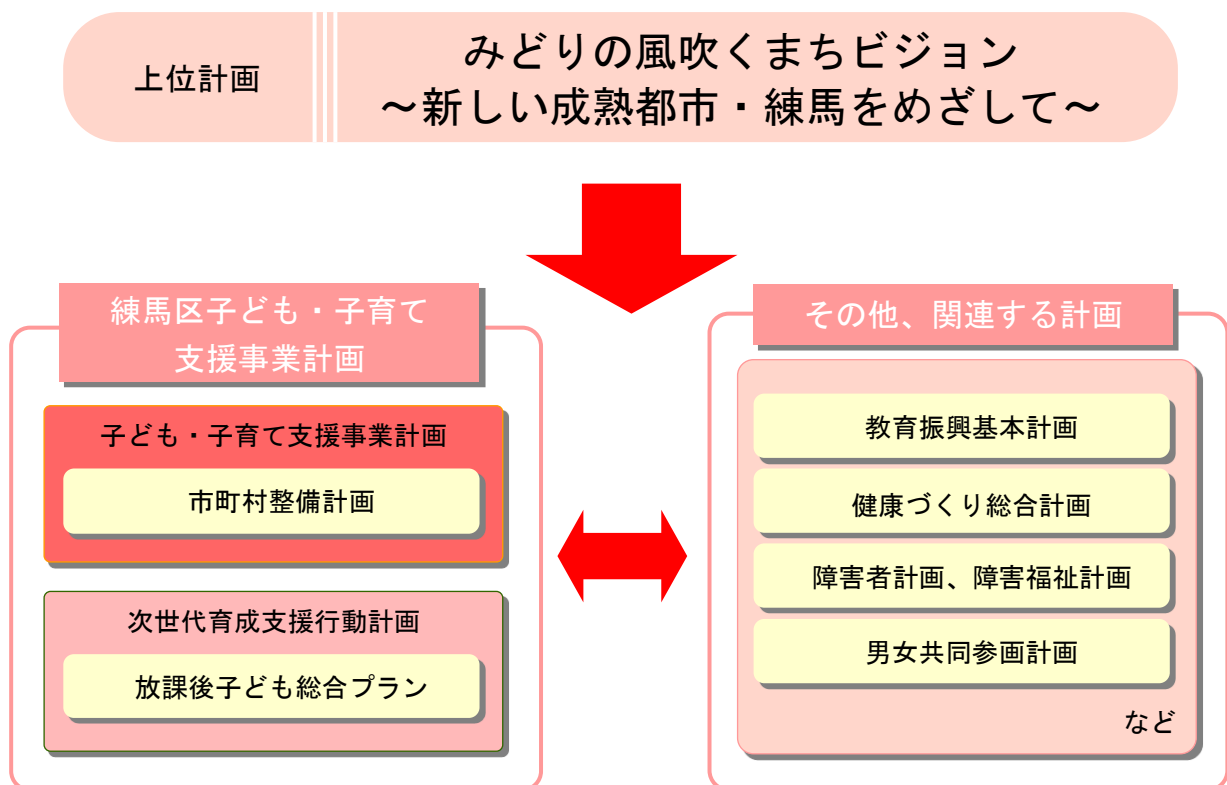 上位計画
みどりの風吹くまちビジョン
～新しい成熟都市・練馬をめざして～
練馬区子ども・子育て
支援事業計画
子ども・子育て支援事業計画
市町村整備計画
次世代育成支援行動計画
放課後子ども総合プラン
その他、関連する計画
教育振興基本計画
健康づくり総合計画
障害者計画、障害福祉計画
男女共同参画計画
など